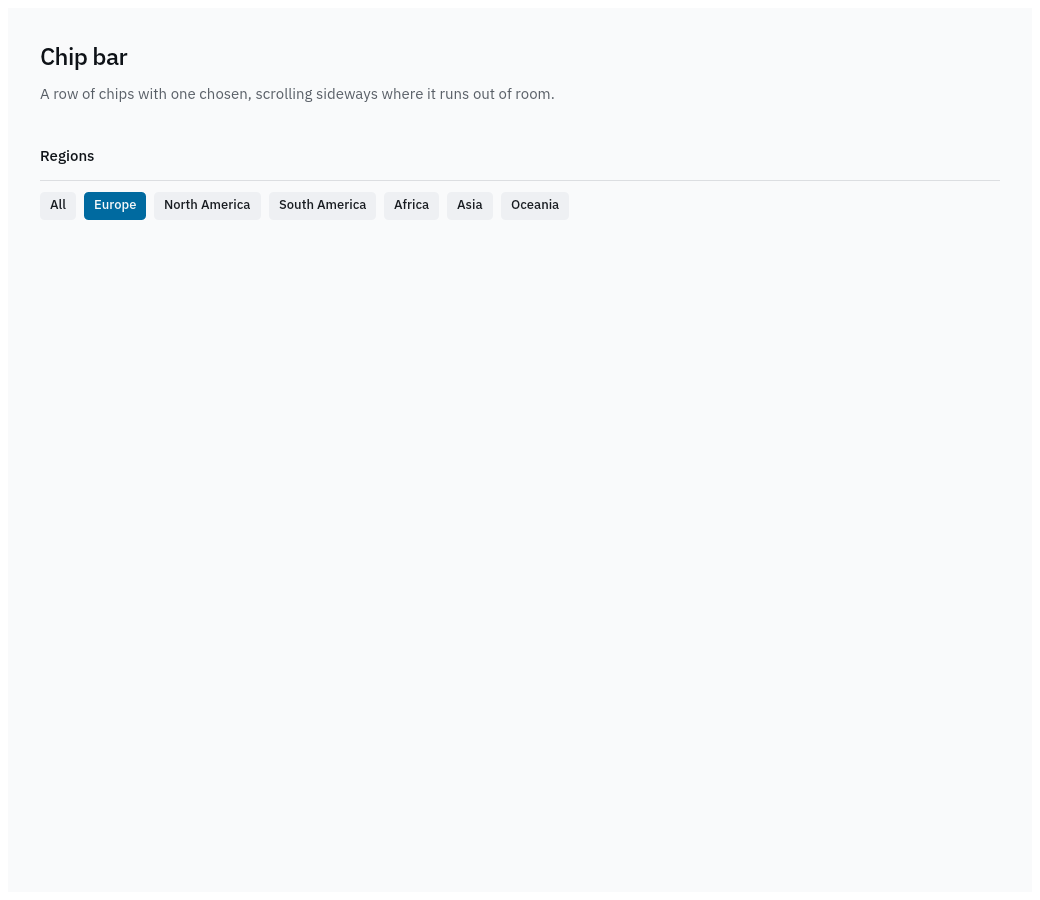 Chip bar
A row of chips with one chosen, scrolling sideways where it runs out of room.
Regions
All Europe North America South America Africa Asia Oceania